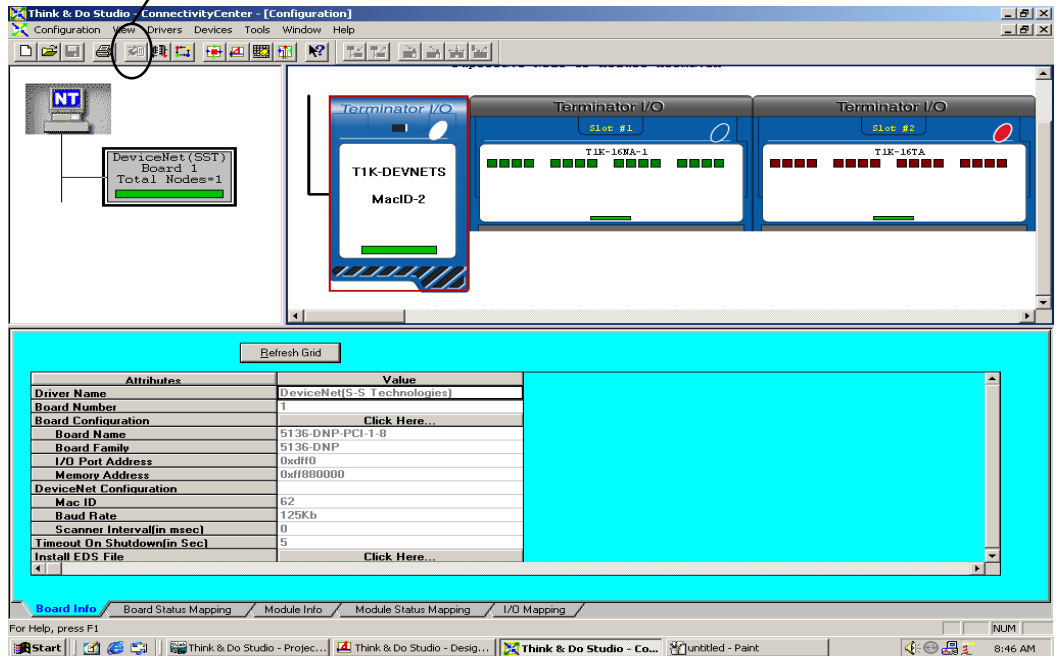 Think & Do Studio - ConnectivityCenter - [Configuration]
Configuration View Drivers Devices Tools Window Help
NT
DeviceNet(SST)
Board 1
Total Nodes=1
Terminator I/O
T1K-DEVNETS
MacID-2
Terminator I/O
Slot #1
T1K-16NA-1
Terminator I/O
Slot #2
T1K-16TA
Refresh Grid
Attributes Value
Driver Name DeviceNet(S-S Technologies)
Board Number 1
Board Configuration Click Here...
Board Name 5136-DNP-PCI-1-8
Board Family 5136-DNP
I/O Port Address 0xdff0
Memory Address 0xff880000
DeviceNet Configuration
Mac ID 62
Baud Rate 125Kb
Scanner Interval(in msec) 0
Timeout On Shutdown(in Sec) 5
Install EDS File Click Here...
Board Info Board Status Mapping Module Info Module Status Mapping I/O Mapping
For Help, press F1 NUM
Start Think & Do Studio - Projec... Think & Do Studio - Desig... Think & Do Studio - Co... untitled - Paint 8:46 AM